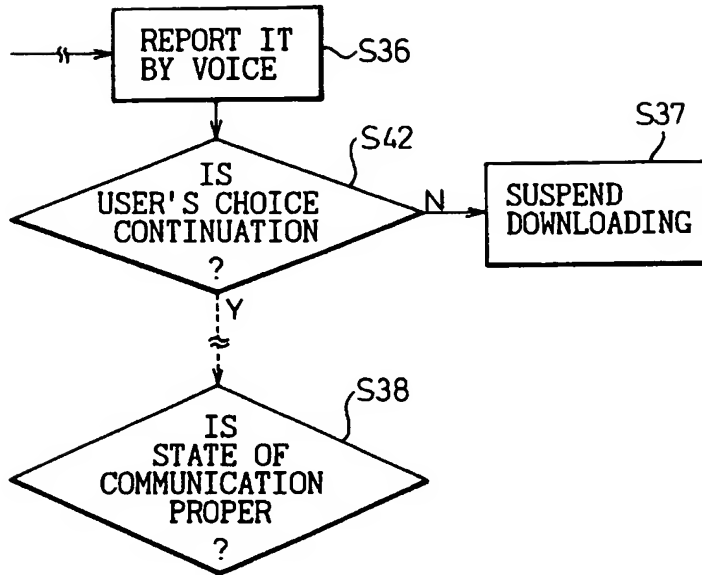 REPORT IT
BY VOICE
S36
S42
IS
USER'S CHOICE
CONTINUATION
?
N
S37
SUSPEND
DOWNLOADING
Y
S38
IS
STATE OF
COMMUNICATION
PROPER
?